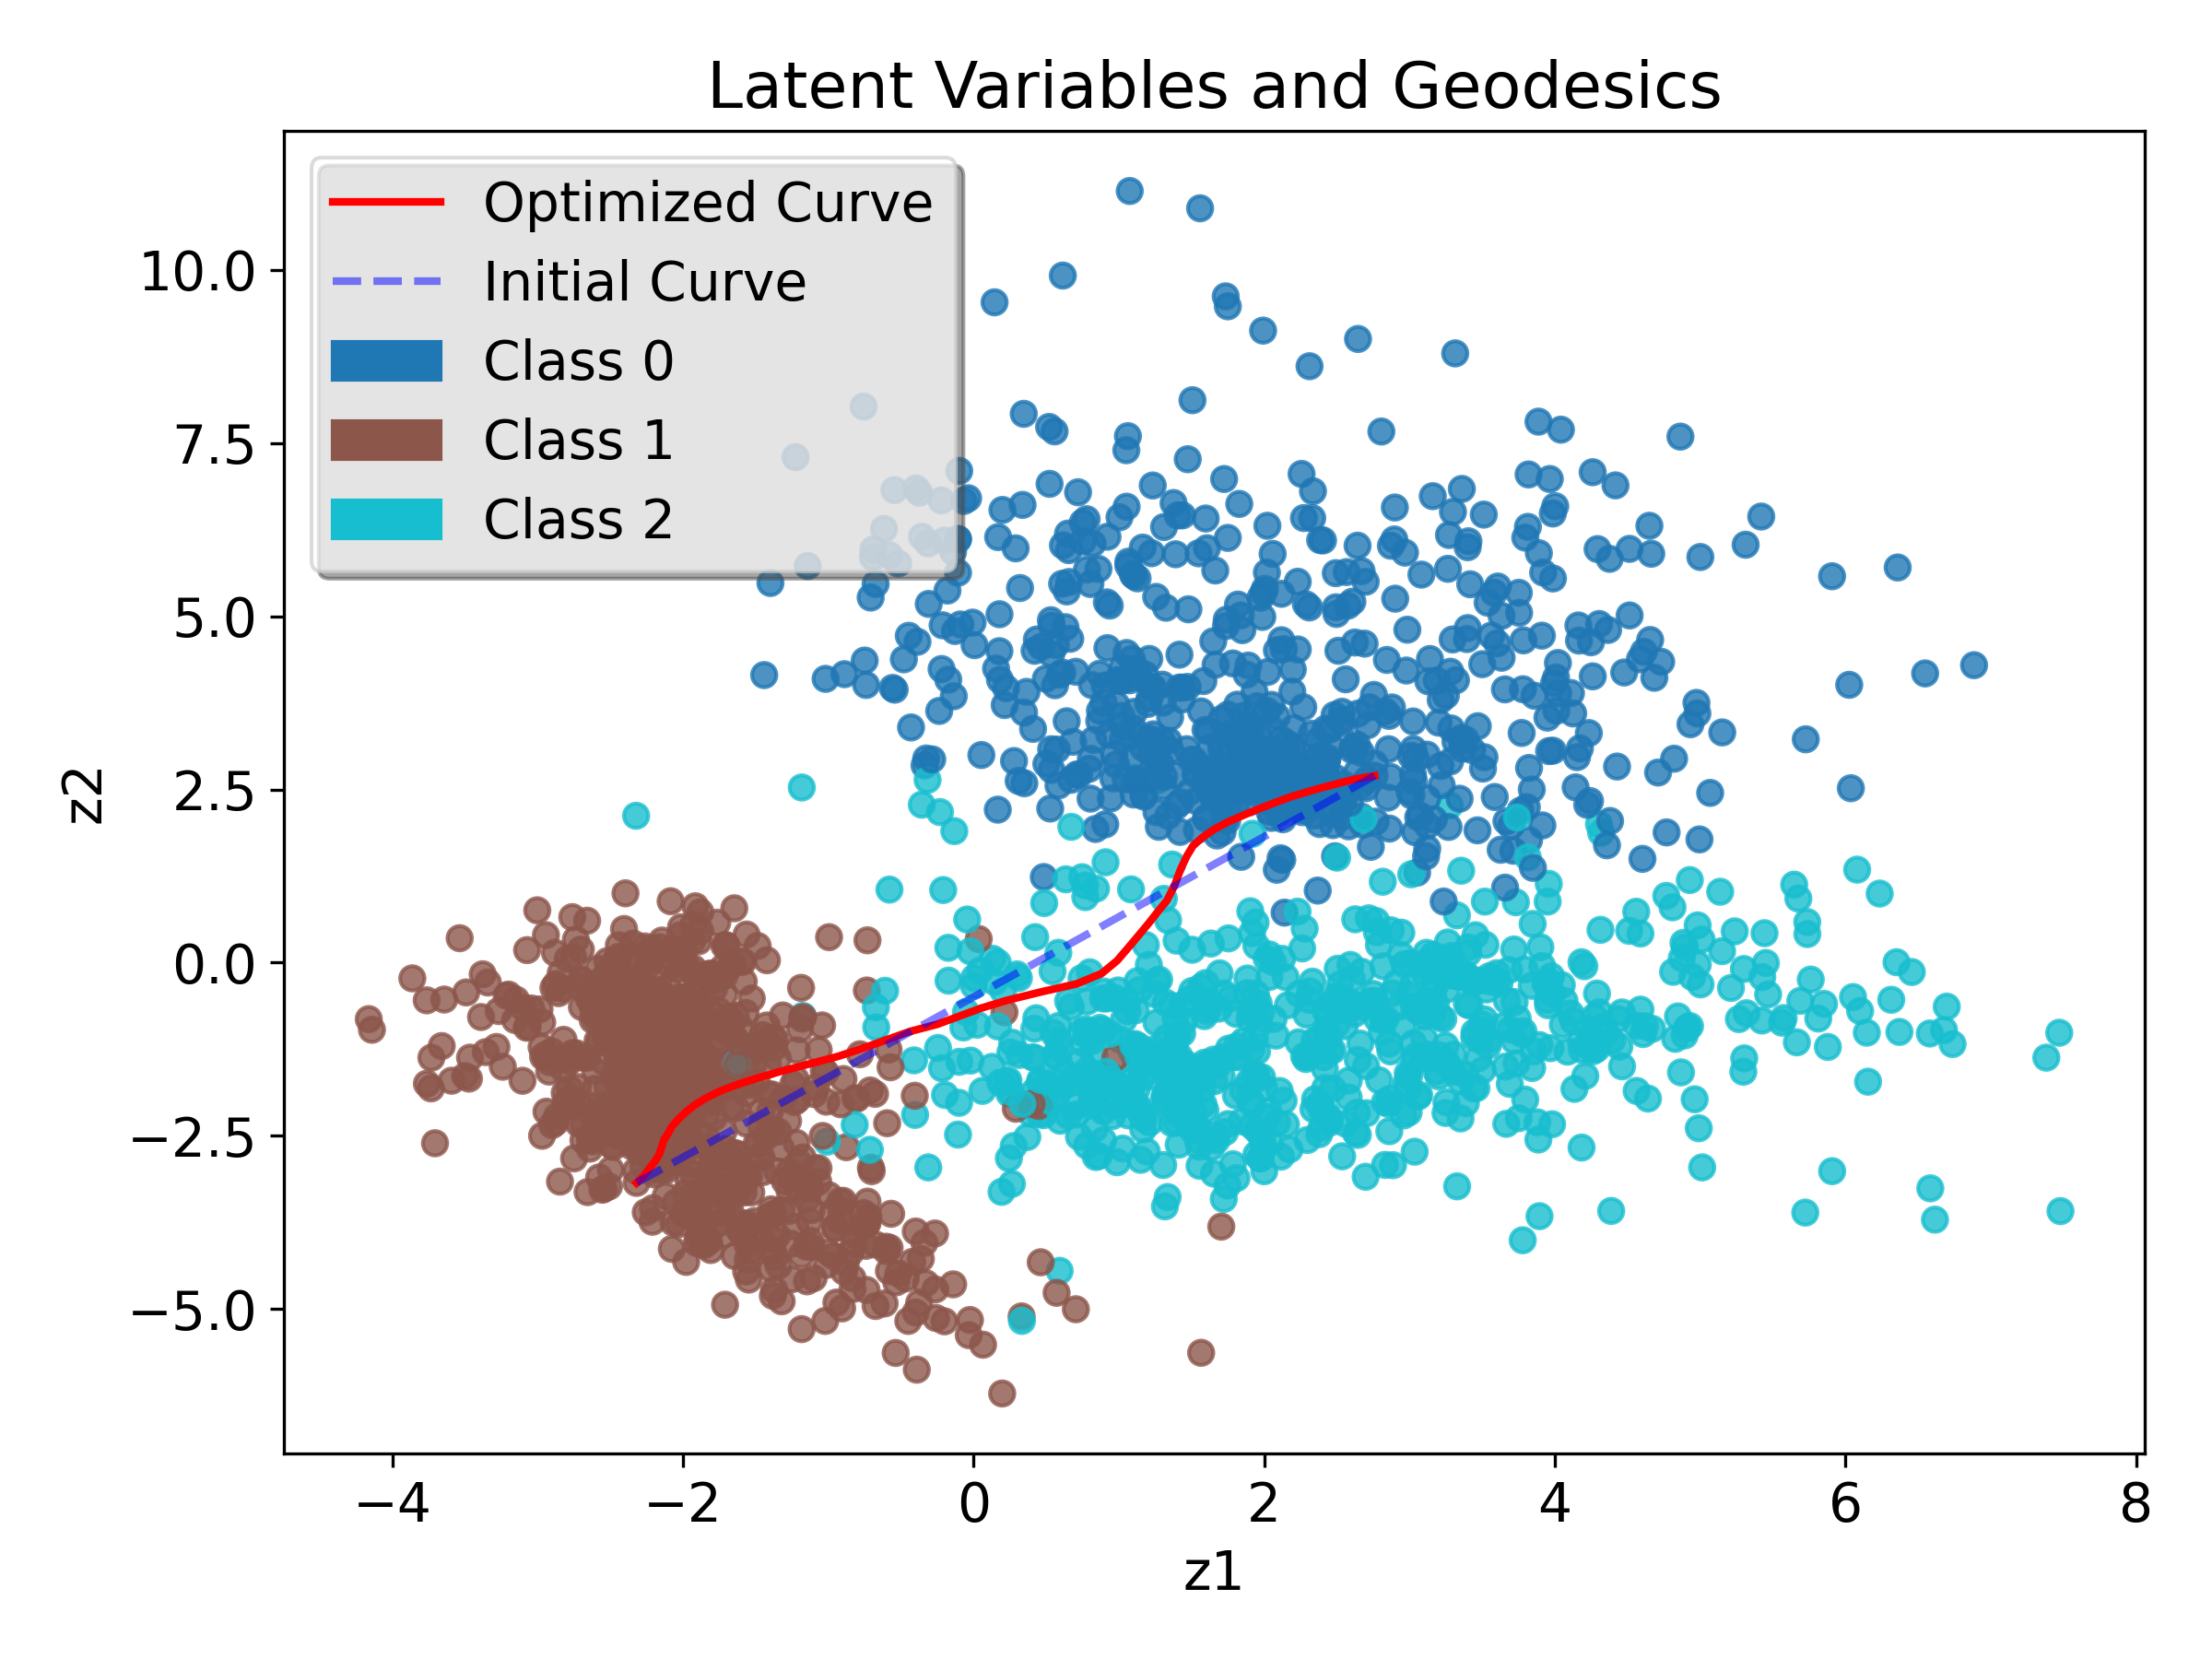 Latent Variables and Geodesics
Optimized Curve
Initial Curve
Class 0
Class 1
Class 2
10.0
7.5
5.0
2.5
0.0
−2.5
−5.0
z2
−4 −2 0 2 4 6 8
z1